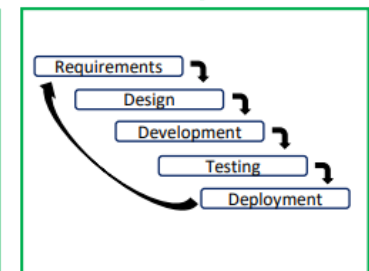 Requirements
Design
Development
Testing
Deployment